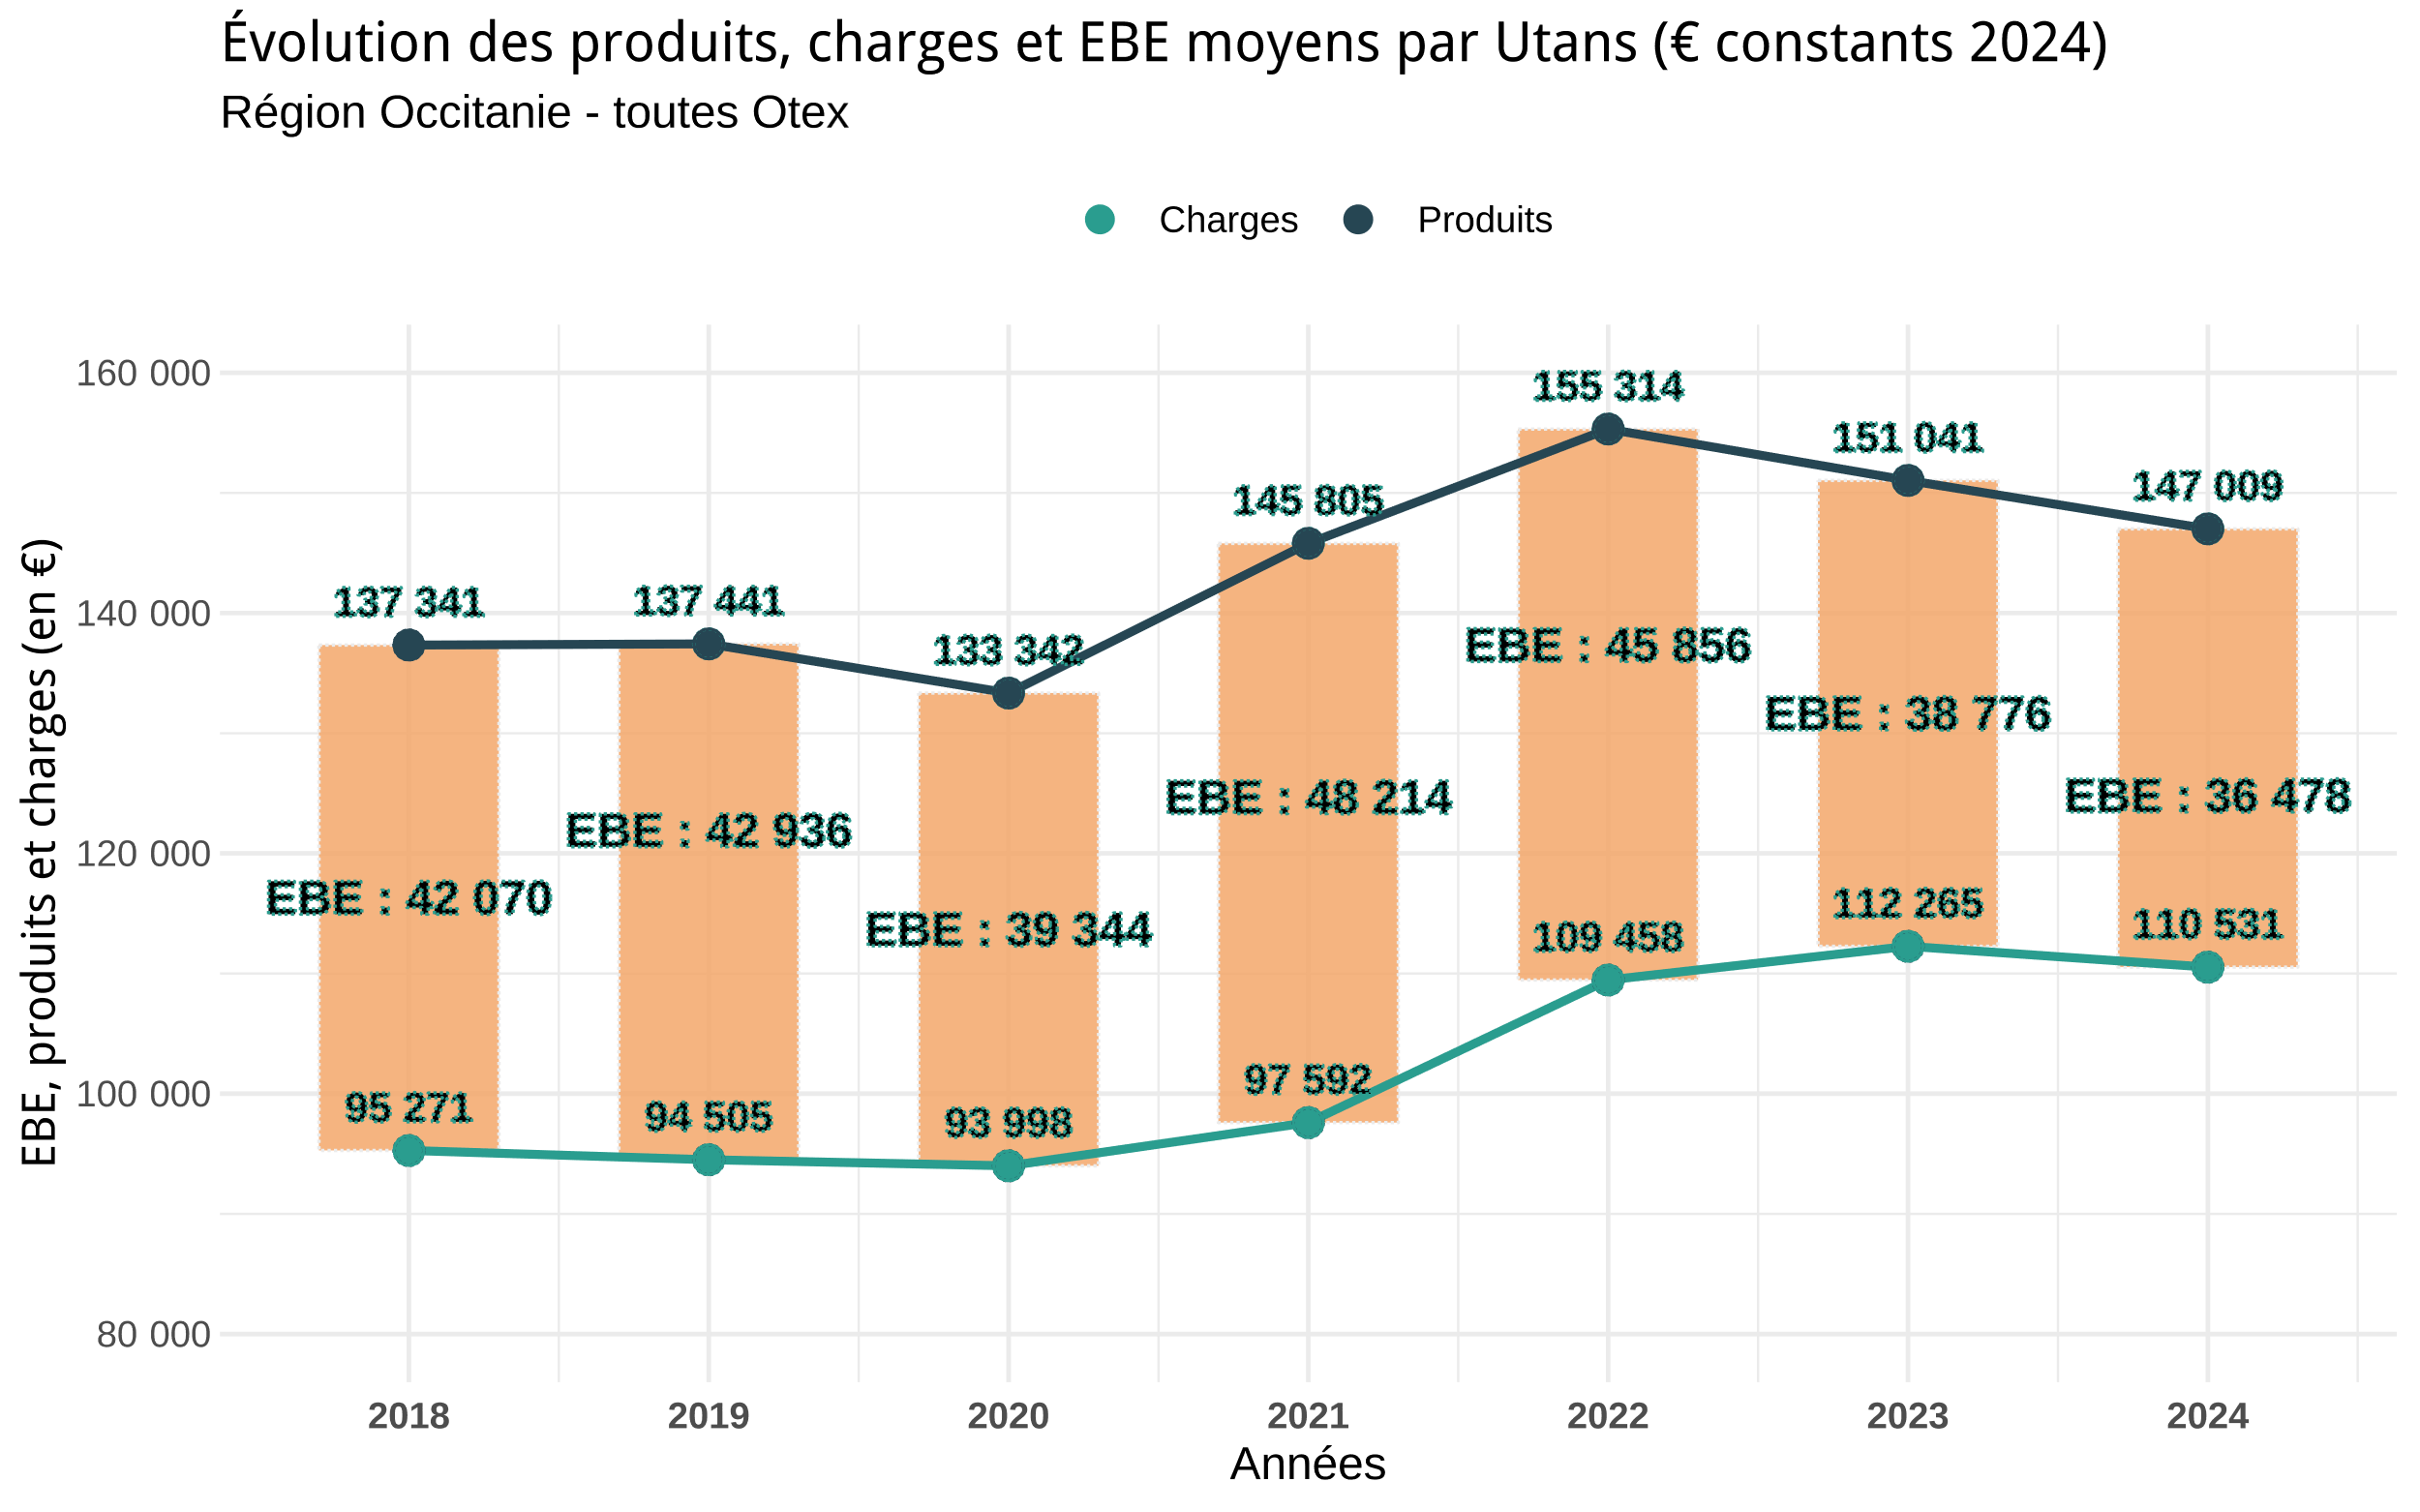 Évolution des produits, charges et EBE moyens par Utans (€ constants 2024)
Région Occitanie - toutes Otex
Charges
Produits
EBE, produits et charges (en €)
160 000
140 000
120 000
100 000
80 000
137 341
137 441
133 342
145 805
155 314
151 041
147 009
EBE : 42 070
EBE : 42 936
EBE : 39 344
EBE : 48 214
EBE : 45 856
EBE : 38 776
EBE : 36 478
95 271
94 505
93 998
97 592
109 458
112 265
110 531
2018
2019
2020
2021
2022
2023
2024
Années